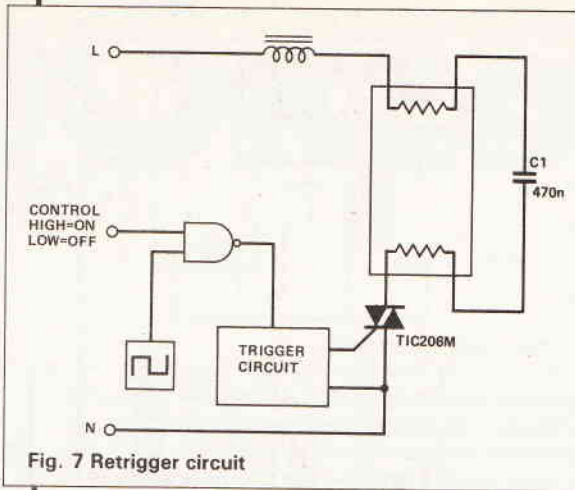 L
C1
470n
CONTROL
HIGH=ON
LOW=OFF
TRIGGER
CIRCUIT
TIC206M
N
Fig. 7 Retrigger circuit